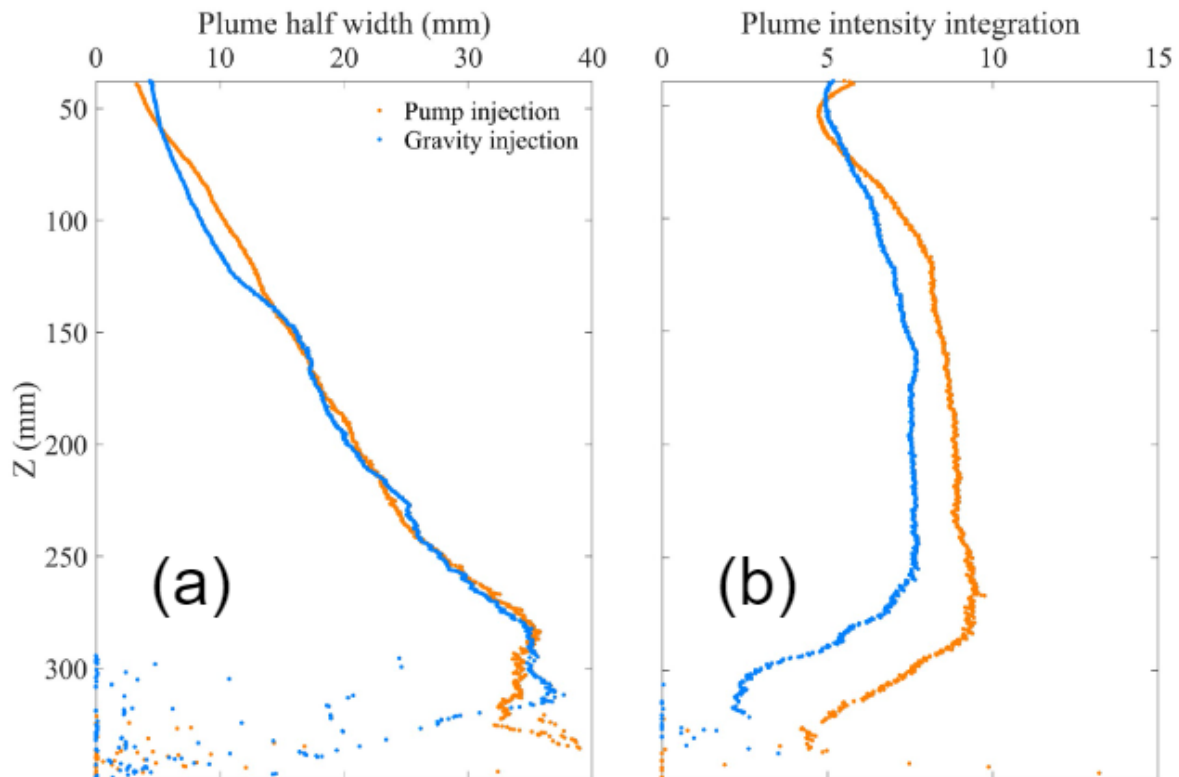 Plume half width (mm)
0 10 20 30 40
Plume intensity integration
0 5 10 15
Pump injection
Gravity injection
Z (mm)
50
100
150
200
250
300
(a)
(b)